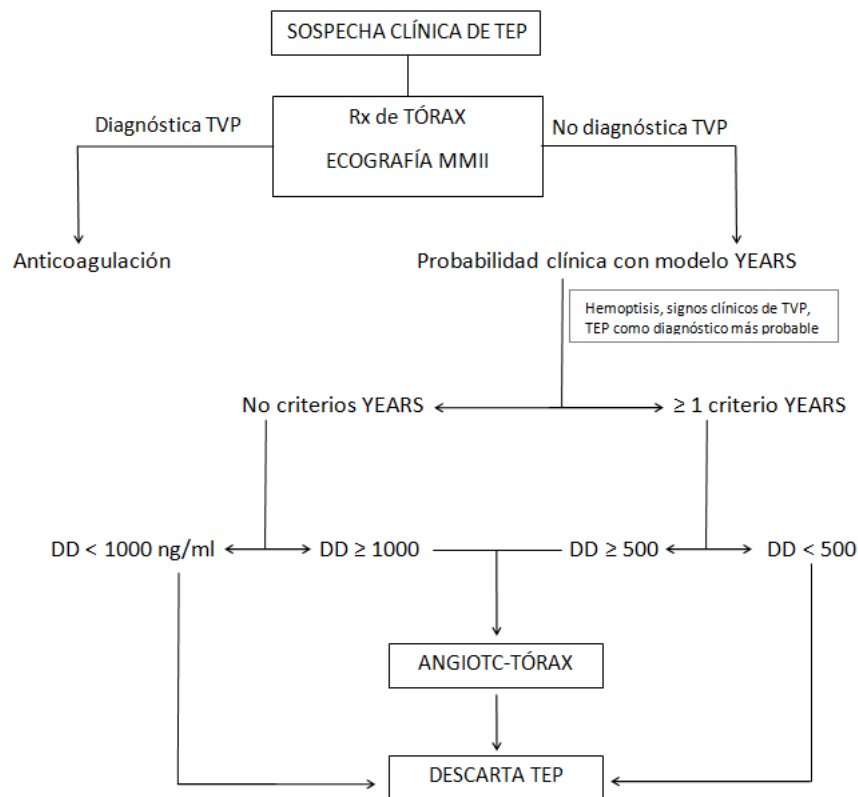 SOSPECHA CLÍNICA DE TEP
Diagnóstica TVP
Rx de TÓRAX
ECOGRAFÍA MMII
No diagnóstica TVP
Anticoagulación
Probabilidad clínica con modelo YEARS
Hemoptisis, signos clínicos de TVP,
TEP como diagnóstico más probable
No criterios YEARS
≥ 1 criterio YEARS
DD < 1000 ng/ml
DD ≥ 1000
DD ≥ 500
DD < 500
ANGIOTC-TÓRAX
DESCARTA TEP